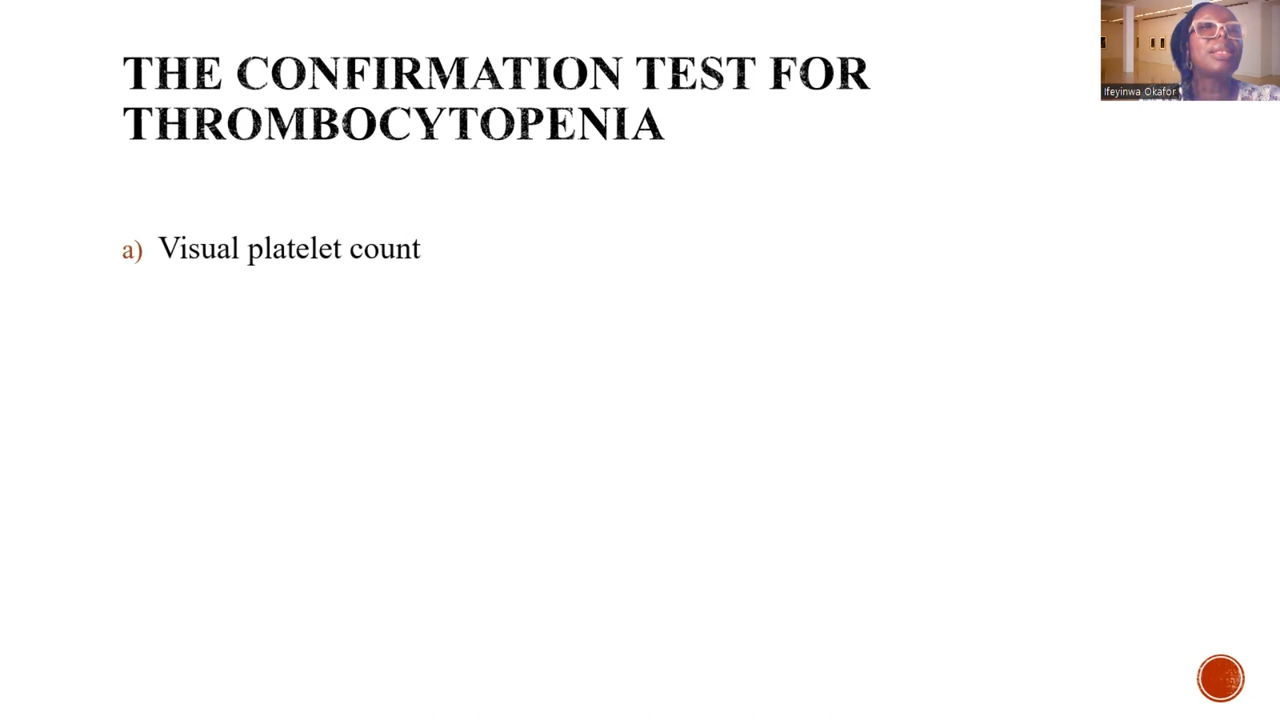 THE CONFIRMATION TEST FOR
THROMBOCYTOPENIA
a) Visual platelet count
Ifeyinwa Okafor